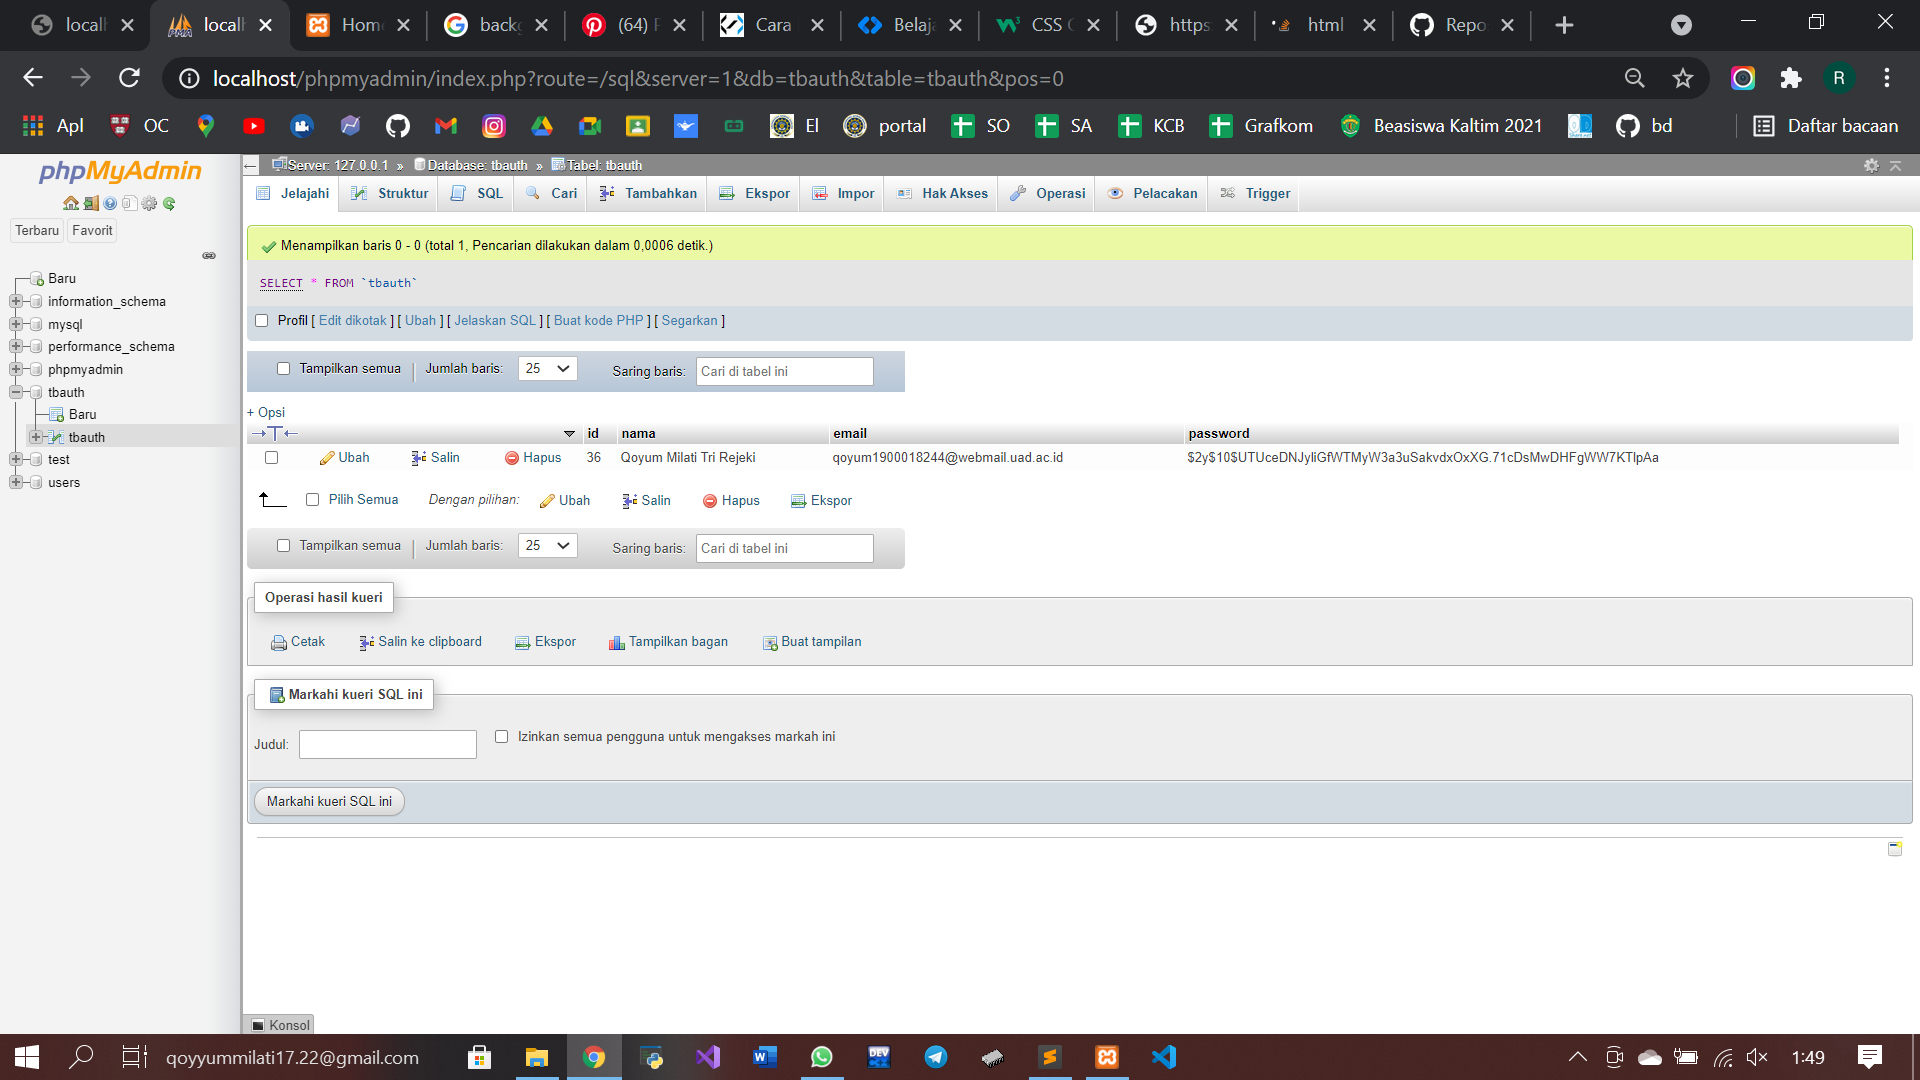 locall
locall
Home
backg
(64) P
Cara
Belaja
CSS C
https:
html
Repo
localhost/phpmyadmin/index.php?route=/sql&server=1&db=tbauth&table=tbauth&pos=0
R
Apl
OC
El
portal
SO
SA
KCB
Grafkom
Beasiswa Kaltim 2021
bd
Daftar bacaan
phpMyAdmin
Terbaru Favorit
Baru
information_schema
mysql
performance_schema
phpmyadmin
tbauth
Baru
tbauth
test
users
Server: 127.0.0.1 » Database: tbauth » Tabel: tbauth
Jelajahi Struktur SQL Cari Tambahkan Ekspor Impor Hak Akses Operasi Pelacakan Trigger
Menampilkan baris 0 - 0 (total 1, Pencarian dilakukan dalam 0,0006 detik.)
SELECT * FROM `tbauth`
Profil [ Edit dikotak ] [ Ubah ] [ Jelaskan SQL ] [ Buat kode PHP ] [ Segarkan ]
Tampilkan semua Jumlah baris: 25 Saring baris: Cari di tabel ini
+ Opsi
id nama email password
Ubah Salin Hapus 36 Qoyum Milati Tri Rejeki qoyum1900018244@webmail.uad.ac.id $2y$10$UTUceDNJyliGfWTMyW3a3uSakvdxOxXG.71cDsMwDHFgWW7KTlpAa
Pilih Semua Dengan pilihan: Ubah Salin Hapus Ekspor
Tampilkan semua Jumlah baris: 25 Saring baris: Cari di tabel ini
Operasi hasil kueri
Cetak Salin ke clipboard Ekspor Tampilkan bagan Buat tampilan
Markahi kueri SQL ini
Judul: Izinkan semua pengguna untuk mengakses markah ini
Markahi kueri SQL ini
Konsol
qoyyummilati17.22@gmail.com
1:49